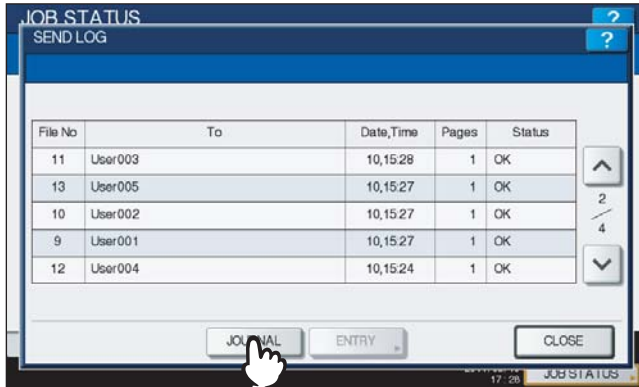 JOB STATUS ?
SEND LOG ?
File No To Date,Time Pages Status
11 User003 10,15:28 1 OK
13 User005 10,15:27 1 OK
10 User002 10,15:27 1 OK
9 User001 10,15:27 1 OK
12 User004 10,15:24 1 OK
2
4
JOURNAL ENTRY CLOSE
17:28 JOB STATUS